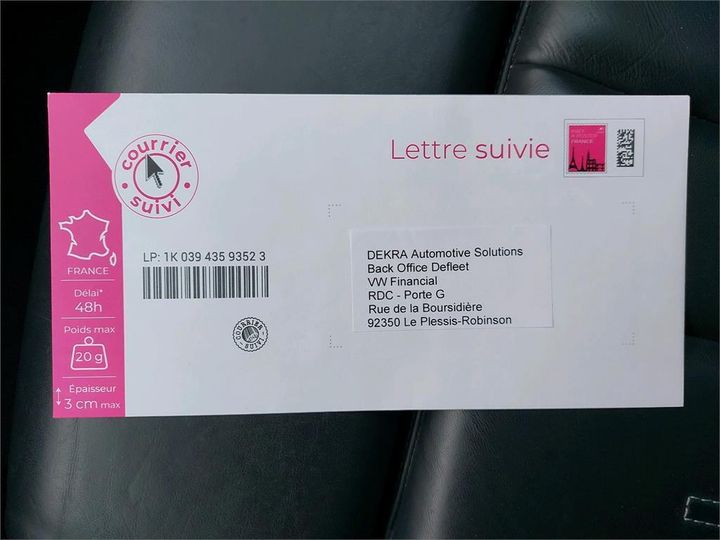 courrier
suivi
Lettre suivie
FRANCE
LP: 1K 039 435 9352 3
DEKRA Automotive Solutions
Back Office Defleet
VW Financial
RDC - Porte G
Rue de la Boursidière
92350 Le Plessis-Robinson
COURRIER
SUIVI
FRANCE
Délai*
48h
Poids max
20 g
Épaisseur
3 cm max